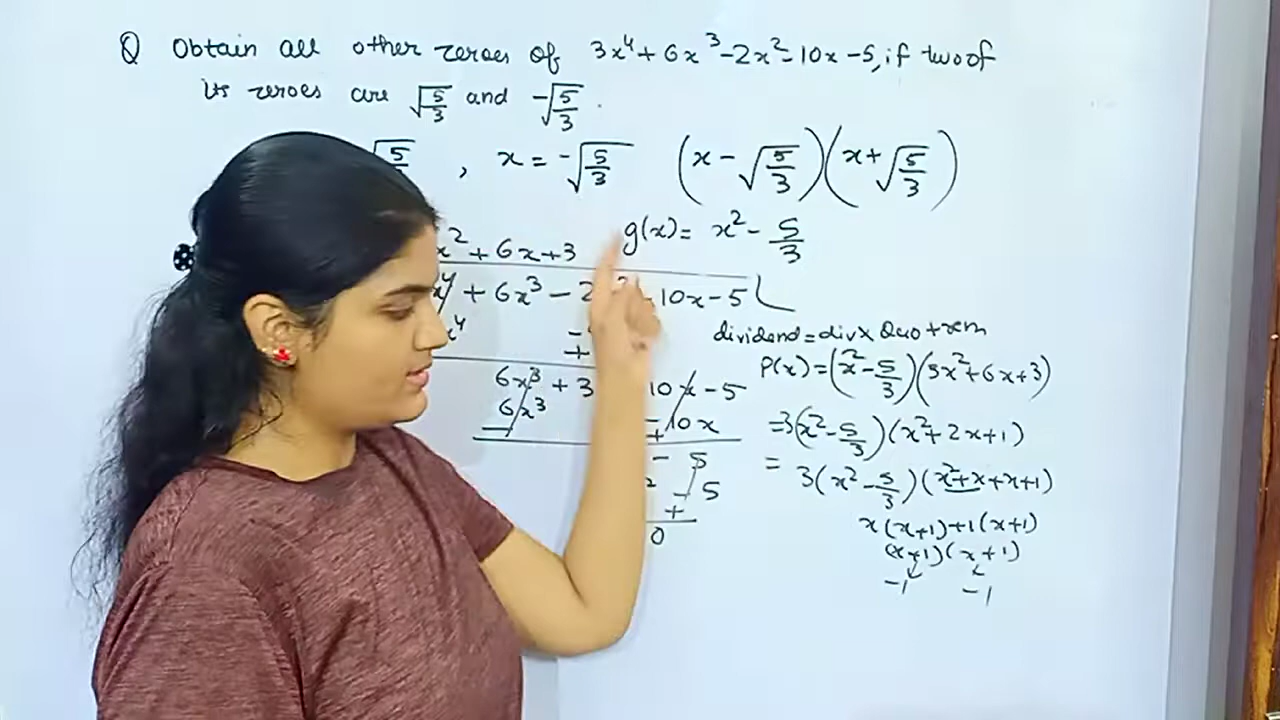 Q Obtain all other zeroes of 3x⁴ + 6x³ - 2x² - 10x - 5, if two of
its zeroes are √5/3 and -√5/3 .
√5/3 , x = -√5/3 (x - √5/3)(x + √5/3)
g(x) = x² - 5/3
x² + 6x + 3
x⁴ + 6x³ - 2x² - 10x - 5
x⁴ -
+
dividend = div x Quo + rem
6x³ + 3 10x - 5
P(x) = (x² - 5/3)(3x² + 6x + 3)
6x³ - 10x
- +
= 3(x² - 5/3)(x² + 2x + 1)
- 5
= 3(x² - 5/3)(x² + x + x + 1)
- 5
+
x(x+1) + 1(x+1)
0
(x+1)(x+1)
-1 -1